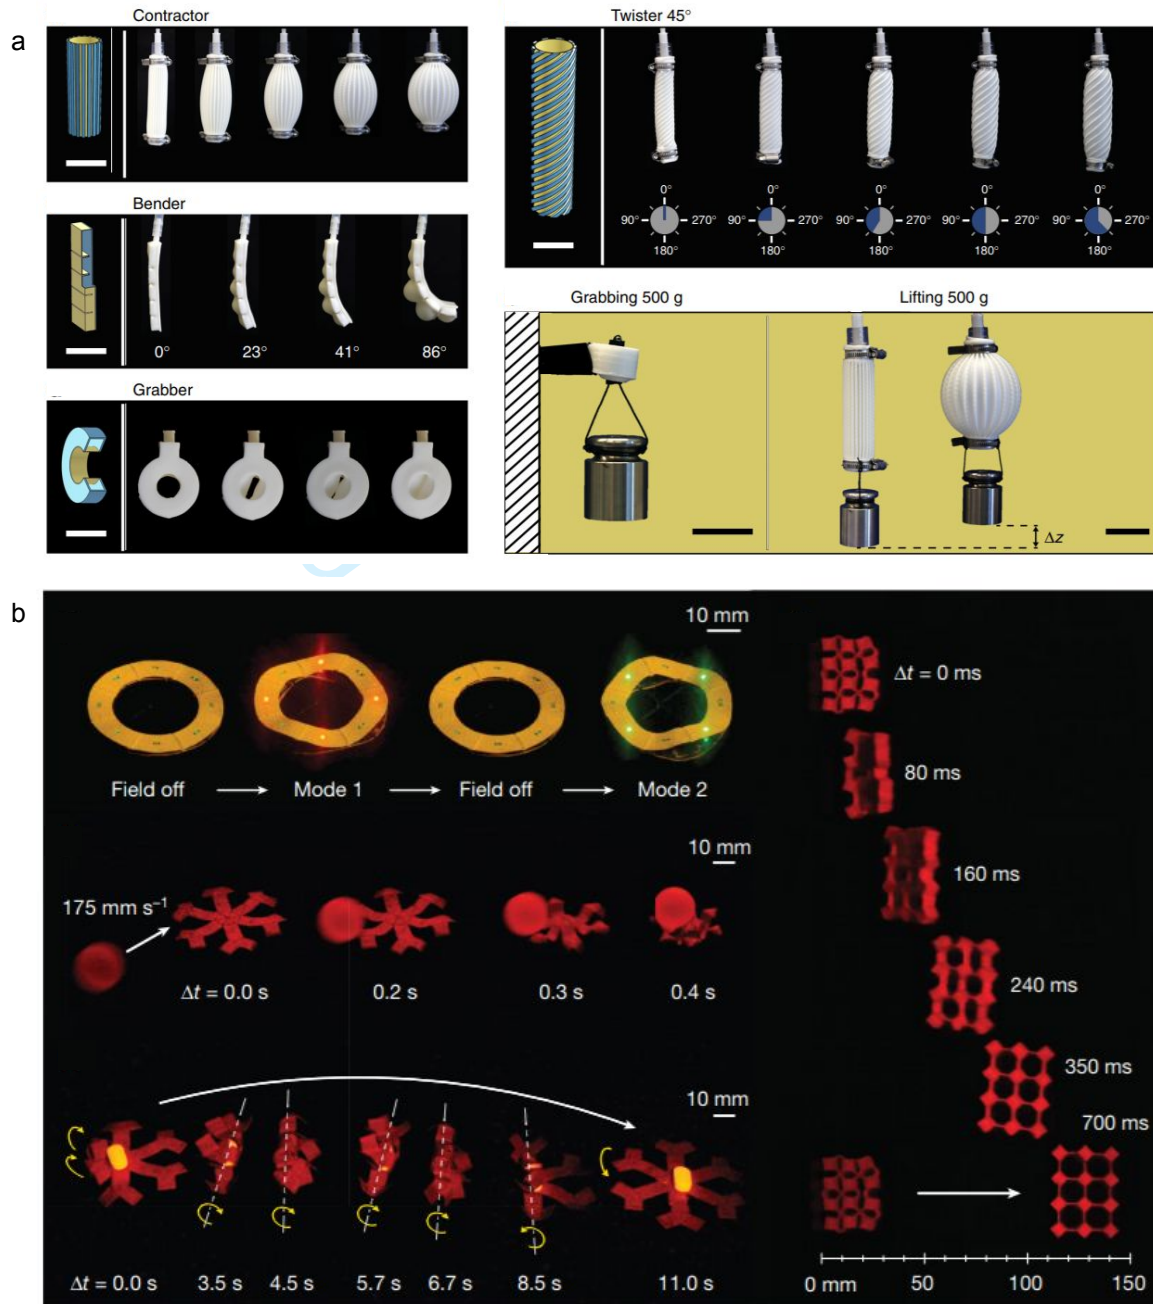 a
Contractor
Bender
0°
23°
41°
86°
Grabber
Twister 45°
0°
90°
270°
180°
0°
90°
270°
180°
0°
90°
270°
180°
0°
90°
270°
180°
0°
90°
270°
180°
Grabbing 500 g
Lifting 500 g
Δz
b
10 mm
Field off
Mode 1
Field off
Mode 2
10 mm
175 mm s⁻¹
Δt = 0.0 s
0.2 s
0.3 s
0.4 s
10 mm
Δt = 0.0 s
3.5 s
4.5 s
5.7 s
6.7 s
8.5 s
11.0 s
Δt = 0 ms
80 ms
160 ms
240 ms
350 ms
700 ms
0 mm
50
100
150